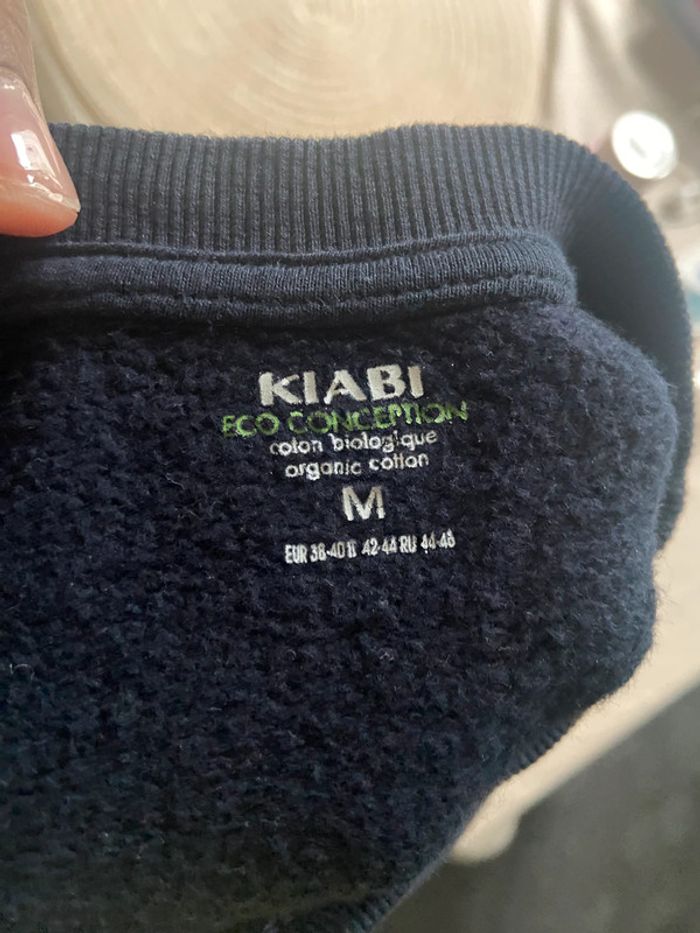 KIABI
ECO CONCEPTION
coton biologique
organic cotton
M
EUR 38-40 IT 42-44 RU 44-46